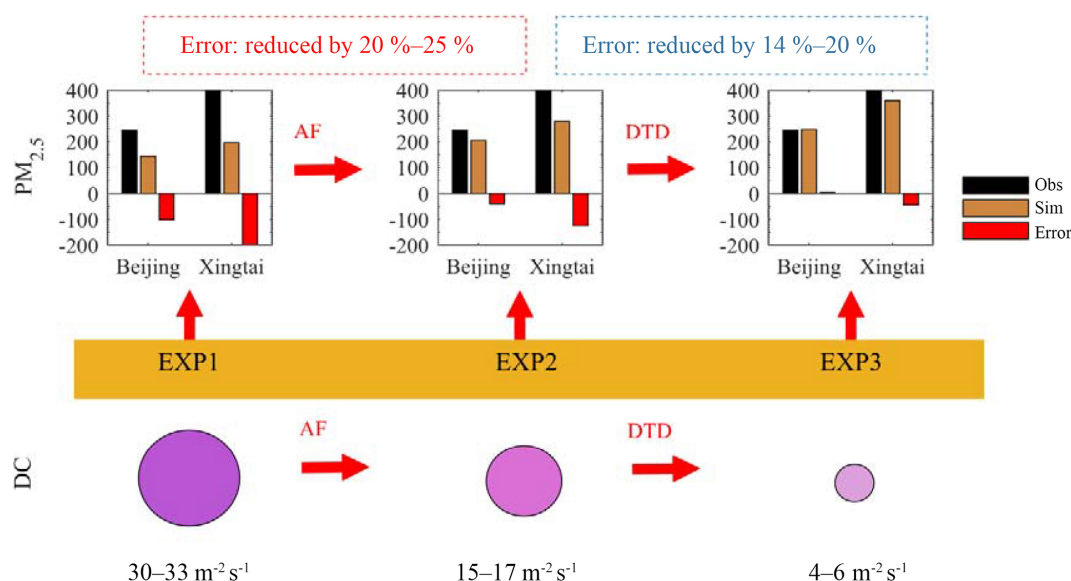 Error: reduced by 20 %–25 %
Error: reduced by 14 %–20 %
PM2.5
400
300
200
100
0
-100
-200
Beijing Xingtai
AF
400
300
200
100
0
-100
-200
Beijing Xingtai
DTD
400
300
200
100
0
-100
-200
Beijing Xingtai
Obs
Sim
Error
EXP1 EXP2 EXP3
DC
AF
DTD
30–33 m-2 s-1
15–17 m-2 s-1
4–6 m-2 s-1